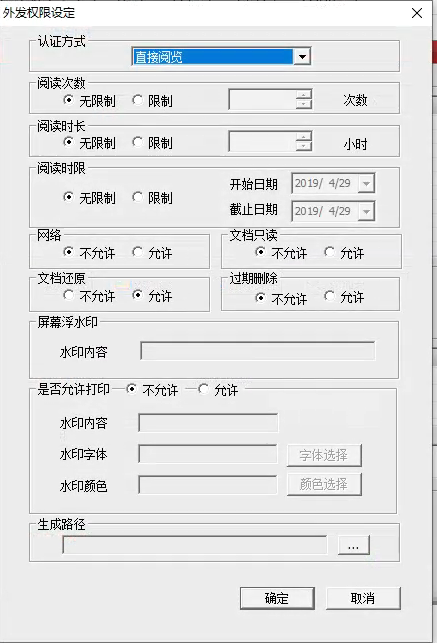 外发权限设定
认证方式
直接阅览
阅读次数
无限制 限制 次数
阅读时长
无限制 限制 小时
阅读时限
无限制 限制
开始日期 2019/ 4/29
截止日期 2019/ 4/29
网络
不允许 允许
文档只读
不允许 允许
文档还原
不允许 允许
过期删除
不允许 允许
屏幕浮水印
水印内容
是否允许打印 不允许 允许
水印内容
水印字体 字体选择
水印颜色 颜色选择
生成路径
...
确定 取消